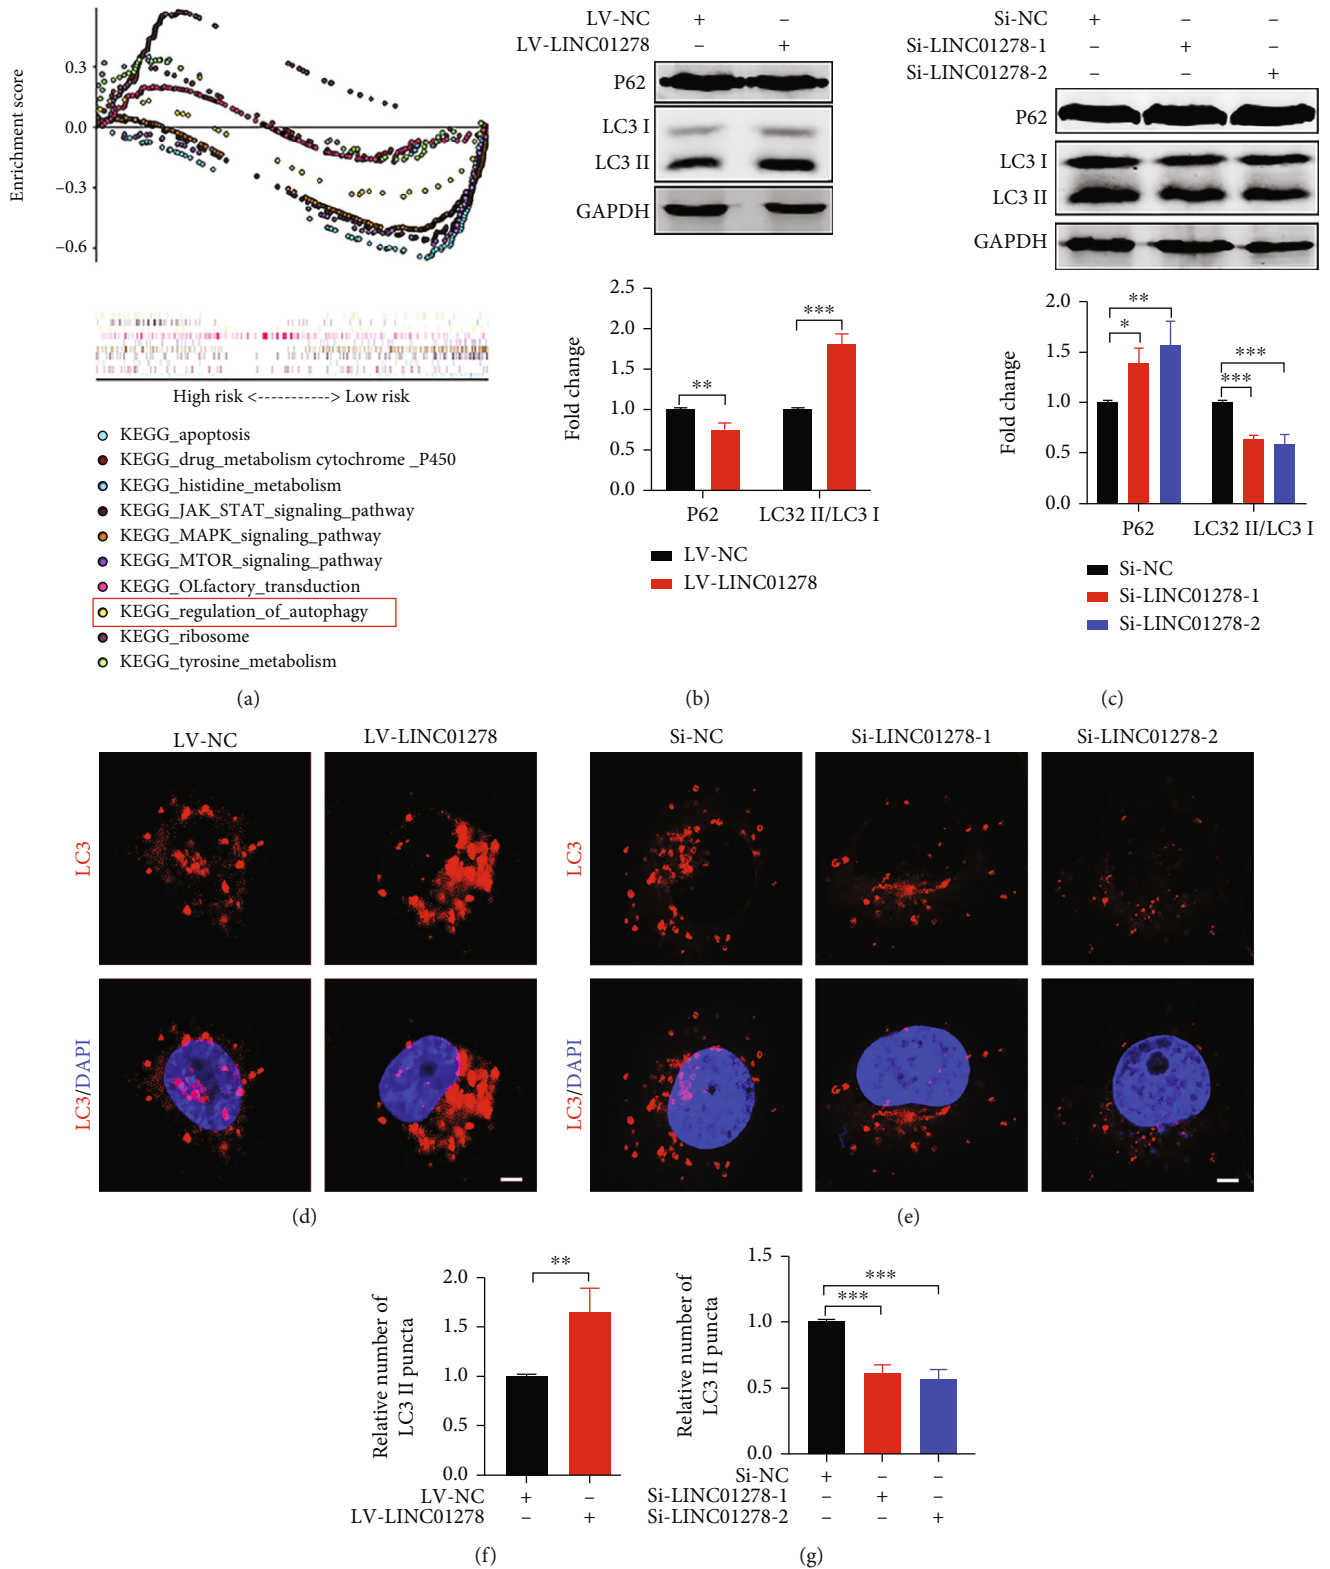 Enrichment score
0.3
0.0
−0.3
−0.6
High risk <-----------> Low risk
KEGG_apoptosis
KEGG_drug_metabolism cytochrome _P450
KEGG_histidine_metabolism
KEGG_JAK_STAT_signaling_pathway
KEGG_MAPK_signaling_pathway
KEGG_MTOR_signaling_pathway
KEGG_OLfactory_transduction
KEGG_regulation_of_autophagy
KEGG_ribosome
KEGG_tyrosine_metabolism
(a)
LV-NC + −
LV-LINC01278 − +
P62
LC3 I
LC3 II
GAPDH
Fold change
2.5
2.0
1.5
1.0
0.5
0.0
**
***
P62
LC32 II/LC3 I
LV-NC
LV-LINC01278
(b)
Si-NC + − −
Si-LINC01278-1 − + −
Si-LINC01278-2 − − +
P62
LC3 I
LC3 II
GAPDH
Fold change
2.0
1.5
1.0
0.5
0.0
**
*
***
***
P62
LC32 II/LC3 I
Si-NC
Si-LINC01278-1
Si-LINC01278-2
(c)
LV-NC
LV-LINC01278
LC3
LC3/DAPI
(d)
Si-NC
Si-LINC01278-1
Si-LINC01278-2
LC3
LC3/DAPI
(e)
Relative number of
LC3 II puncta
2.0
1.5
1.0
0.5
0.0
**
LV-NC + −
LV-LINC01278 − +
(f)
Relative number of
LC3 II puncta
1.5
1.0
0.5
0.0
***
***
Si-NC + − −
Si-LINC01278-1 − + −
Si-LINC01278-2 − − +
(g)